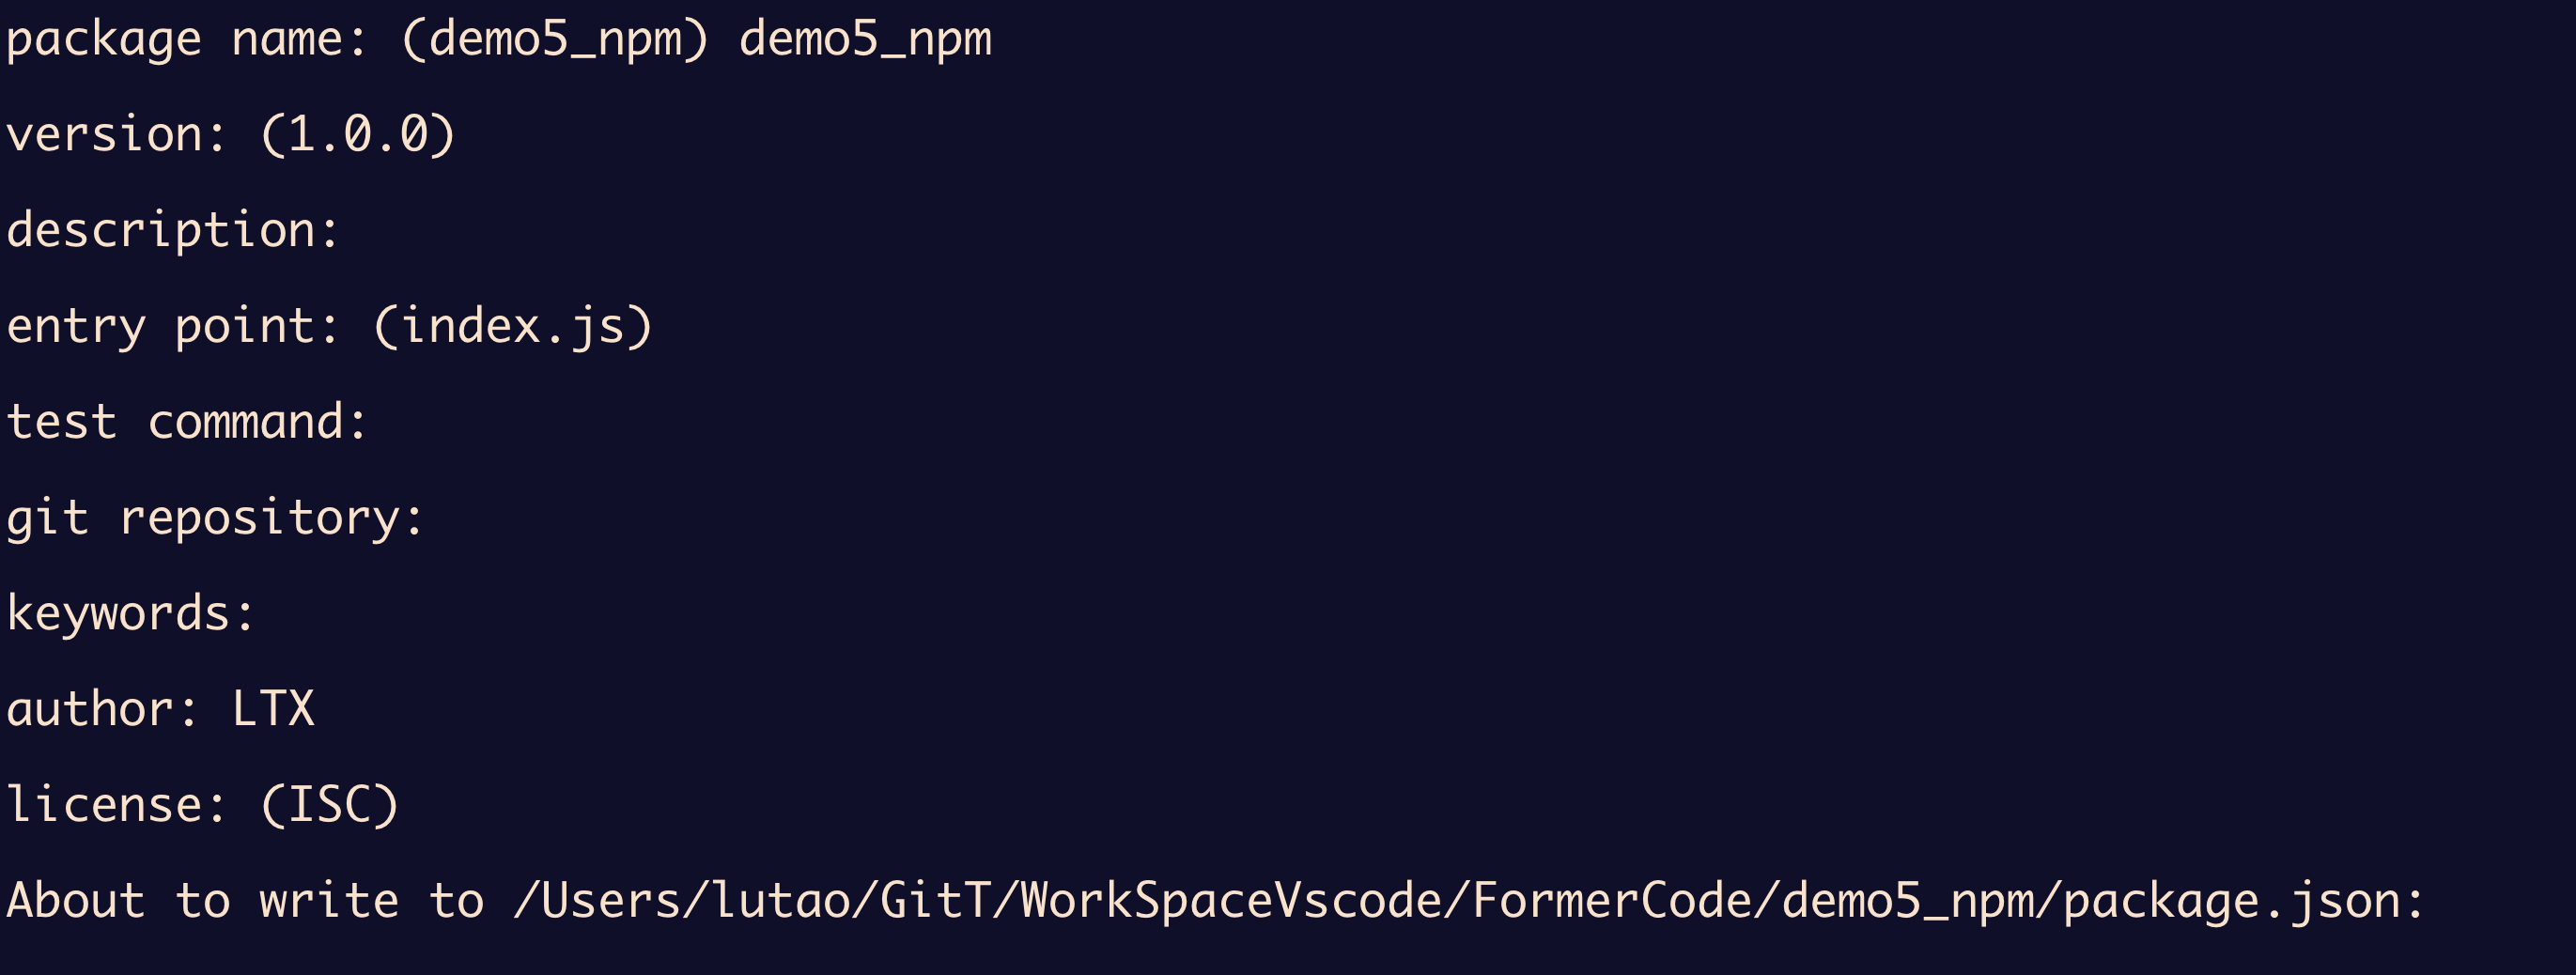 package name: (demo5_npm) demo5_npm
version: (1.0.0)
description:
entry point: (index.js)
test command:
git repository:
keywords:
author: LTX
license: (ISC)
About to write to /Users/lutao/GitT/WorkSpaceVscode/FormerCode/demo5_npm/package.json: